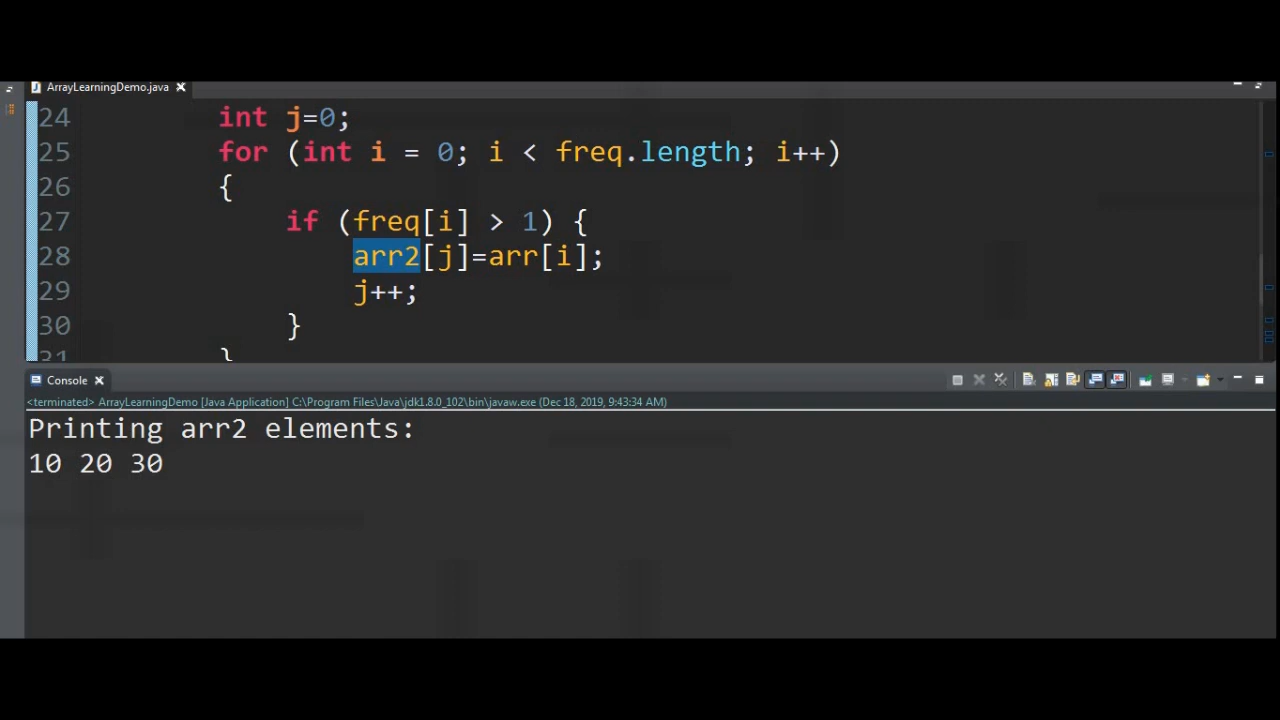 ArrayLearningDemo.java
24 int j=0;
25 for (int i = 0; i < freq.length; i++)
26 {
27 if (freq[i] > 1) {
28 arr2[j]=arr[i];
29 j++;
30 }
31 }
Console
<terminated> ArrayLearningDemo [Java Application] C:\Program Files\Java\jdk1.8.0_102\bin\javaw.exe (Dec 18, 2019, 9:43:34 AM)
Printing arr2 elements:
10 20 30